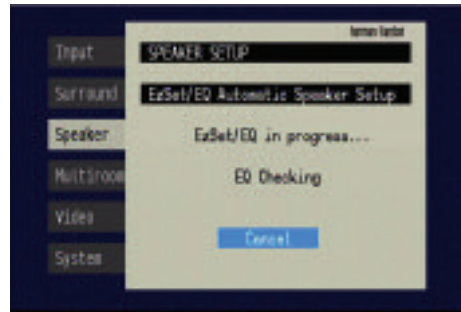 harman kardon
Input
SPEAKER SETUP
Surround
EzSet/EQ Automatic Speaker Setup
Speaker
EzSet/EQ in progress...
Multiroom
EQ Checking
Video
Cancel
System